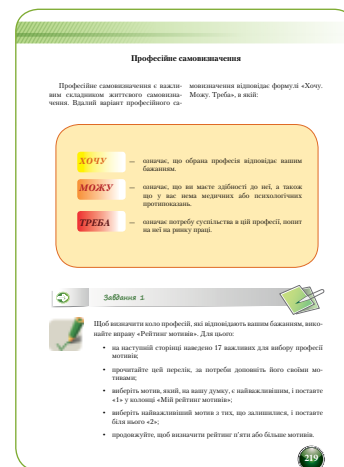 Професійне самовизначення
Професійне самовизначення є важли-
вим складником життєвого самовизна-
чення. Вдалий варіант професійного са-
мовизначення відповідає формулі «Хочу.
Можу. Треба», в якій:
ХОЧУ — означає, що обрана професія відповідає вашим
бажанням.
МОЖУ — означає, що ви маєте здібності до неї, а також
що у вас нема медичних або психологічних
протипоказань.
ТРЕБА — означає потребу суспільства в цій професії, попит
на неї на ринку праці.
Завдання 1
Щоб визначити коло професій, які відповідають вашим бажанням, вико-
найте вправу «Рейтинг мотивів». Для цього:
• на наступній сторінці наведено 17 важливих для вибору професії
мотивів;
• прочитайте цей перелік, за потреби доповніть його своїми мо-
тивами;
• виберіть мотив, який, на вашу думку, є найважливішим, і поставте
«1» у колонці «Мій рейтинг мотивів»;
• виберіть найважливіший мотив з тих, що залишилися, і поставте
біля нього «2»;
• продовжуйте, щоб визначити рейтинг п'яти або більше мотивів.
219